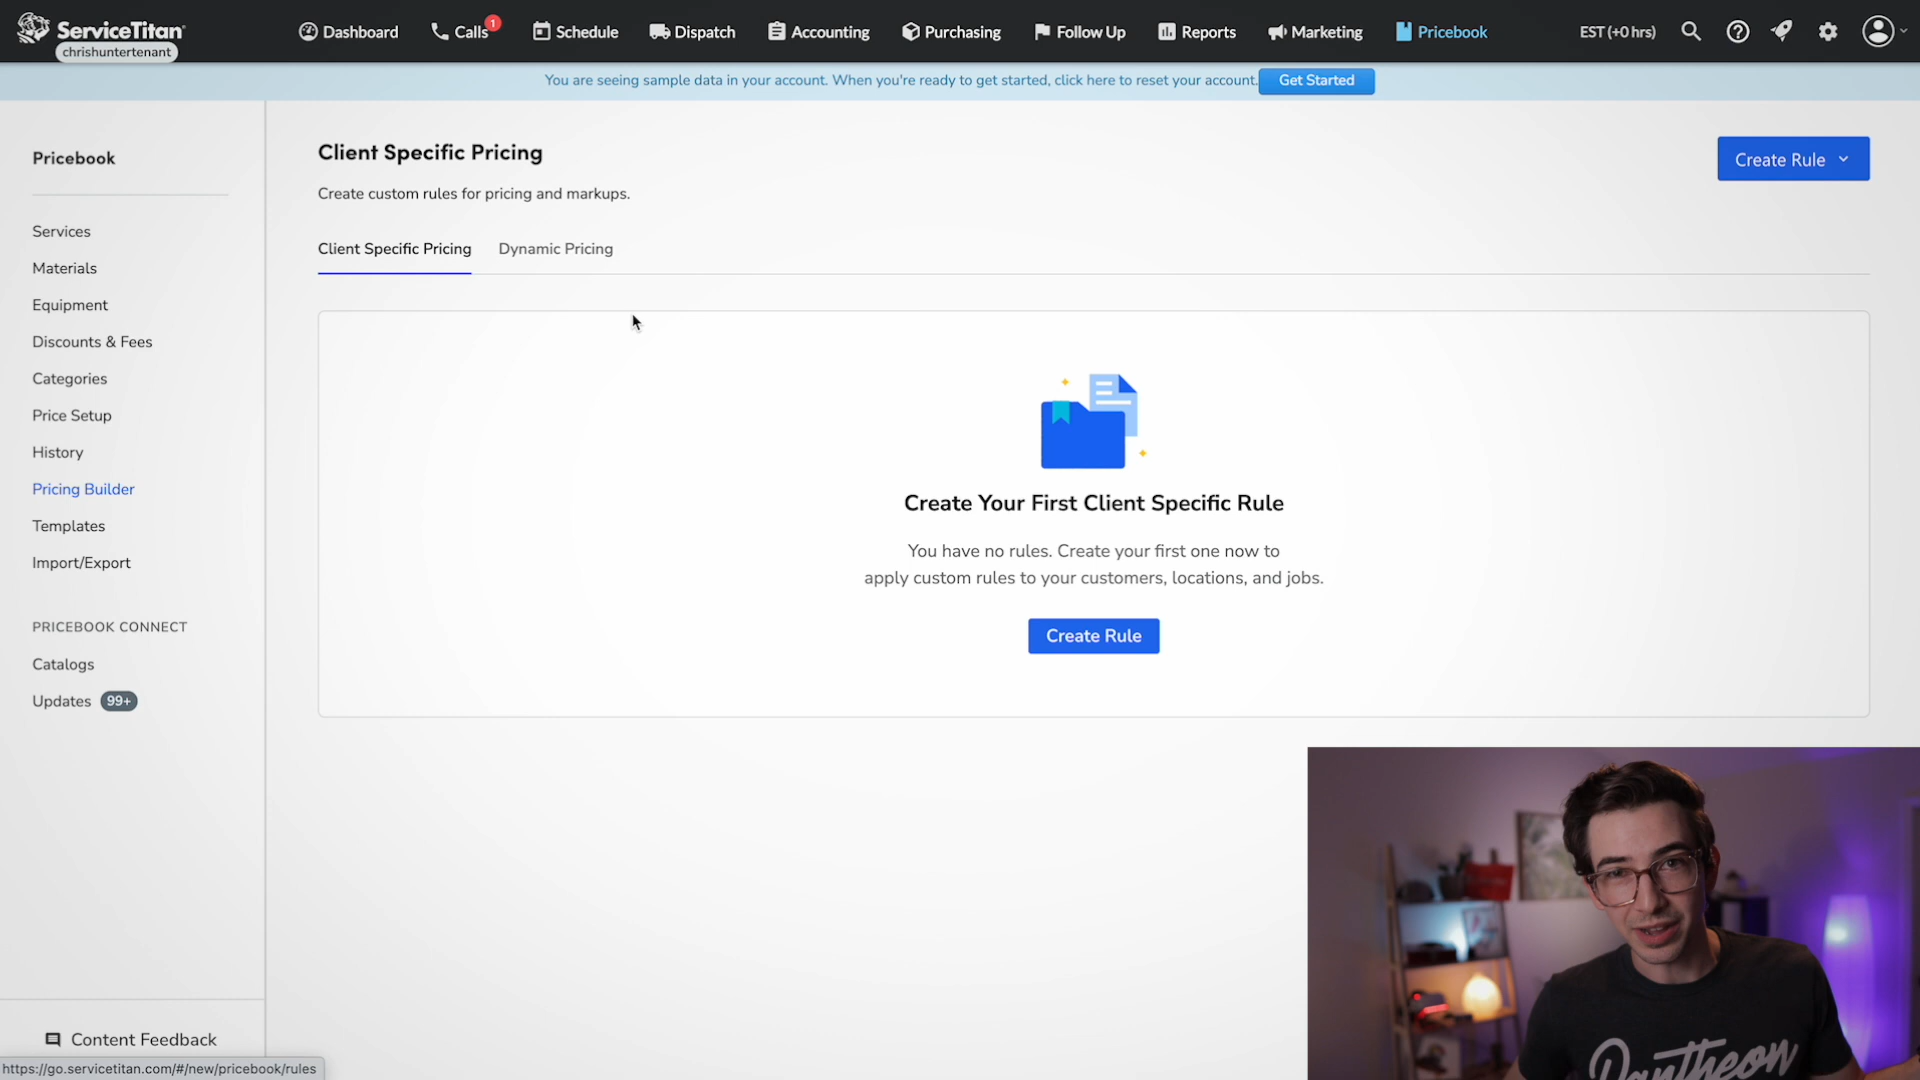 ServiceTitan
chrishuntertenant
Dashboard
Calls 1
Schedule
Dispatch
Accounting
Purchasing
Follow Up
Reports
Marketing
Pricebook
EST (+0 hrs)
You are seeing sample data in your account. When you're ready to get started, click here to reset your account.
Get Started
Pricebook
Services
Materials
Equipment
Discounts & Fees
Categories
Price Setup
History
Pricing Builder
Templates
Import/Export
PRICEBOOK CONNECT
Catalogs
Updates 99+
Content Feedback
https://go.servicetitan.com/#/new/pricebook/rules
Client Specific Pricing
Create custom rules for pricing and markups.
Create Rule
Client Specific Pricing
Dynamic Pricing
Create Your First Client Specific Rule
You have no rules. Create your first one now to
apply custom rules to your customers, locations, and jobs.
Create Rule
Pantheon